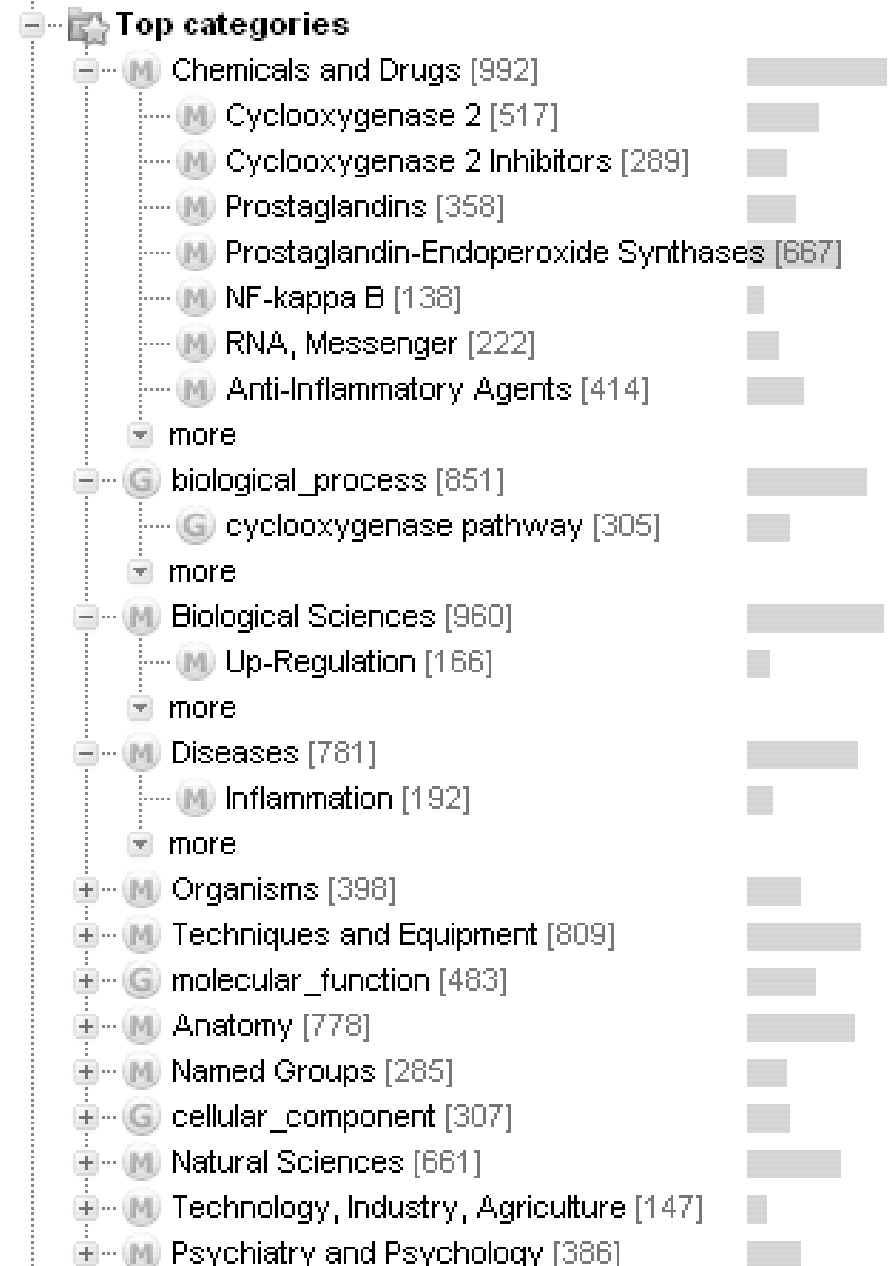 Top categories
M Chemicals and Drugs [992]
M Cyclooxygenase 2 [517]
M Cyclooxygenase 2 Inhibitors [289]
M Prostaglandins [358]
M Prostaglandin-Endoperoxide Synthases [667]
M NF-kappa B [138]
M RNA, Messenger [222]
M Anti-Inflammatory Agents [414]
more
G biological_process [851]
G cyclooxygenase pathway [305]
more
M Biological Sciences [960]
M Up-Regulation [166]
more
M Diseases [781]
M Inflammation [192]
more
M Organisms [398]
M Techniques and Equipment [809]
G molecular_function [483]
M Anatomy [778]
M Named Groups [285]
G cellular_component [307]
M Natural Sciences [661]
M Technology, Industry, Agriculture [147]
M Psychiatry and Psychology [386]